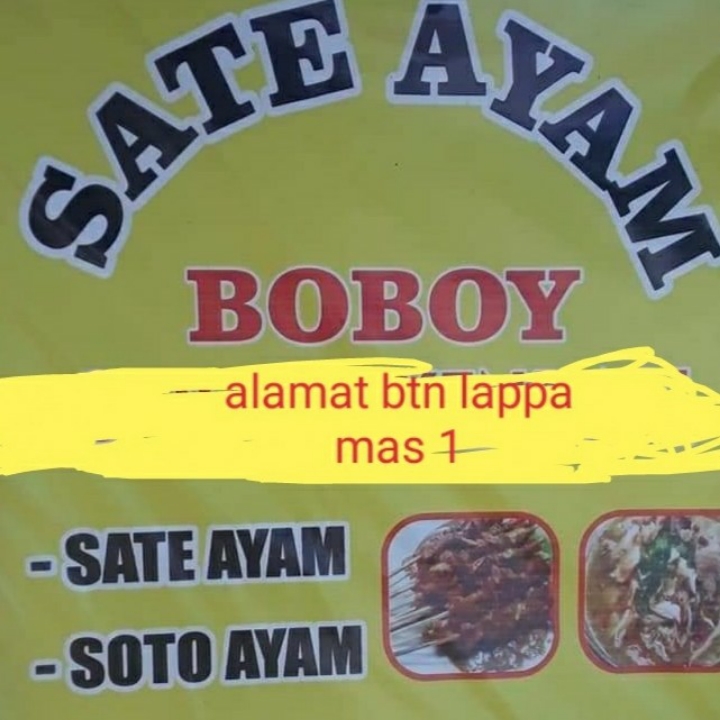 SATE AYAM
BOBOY
alamat btn lappa
mas 1
- SATE AYAM
- SOTO AYAM